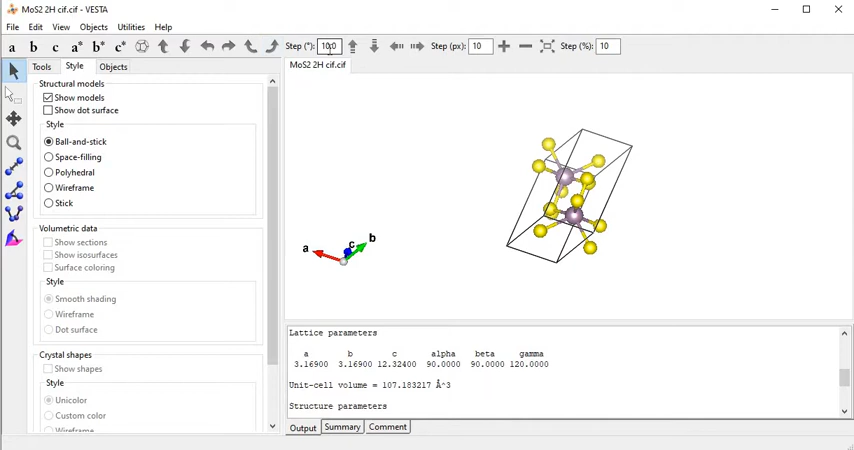 MoS2 2H cif.cif - VESTA
File Edit View Objects Utilities Help
a b c a* b* c* Step (°): 10.0 Step (px): 10 Step (%): 10
Tools Style Objects
MoS2 2H cif.cif
Structural models
Show models
Show dot surface
Style
Ball-and-stick
Space-filling
Polyhedral
Wireframe
Stick
Volumetric data
Show sections
Show isosurfaces
Surface coloring
Style
Smooth shading
Wireframe
Dot surface
Crystal shapes
Show shapes
Style
Unicolor
Custom color
Wireframe
a c b
Lattice parameters
a b c alpha beta gamma
3.16900 3.16900 12.32400 90.0000 90.0000 120.0000
Unit-cell volume = 107.183217 Å^3
Structure parameters
Output Summary Comment